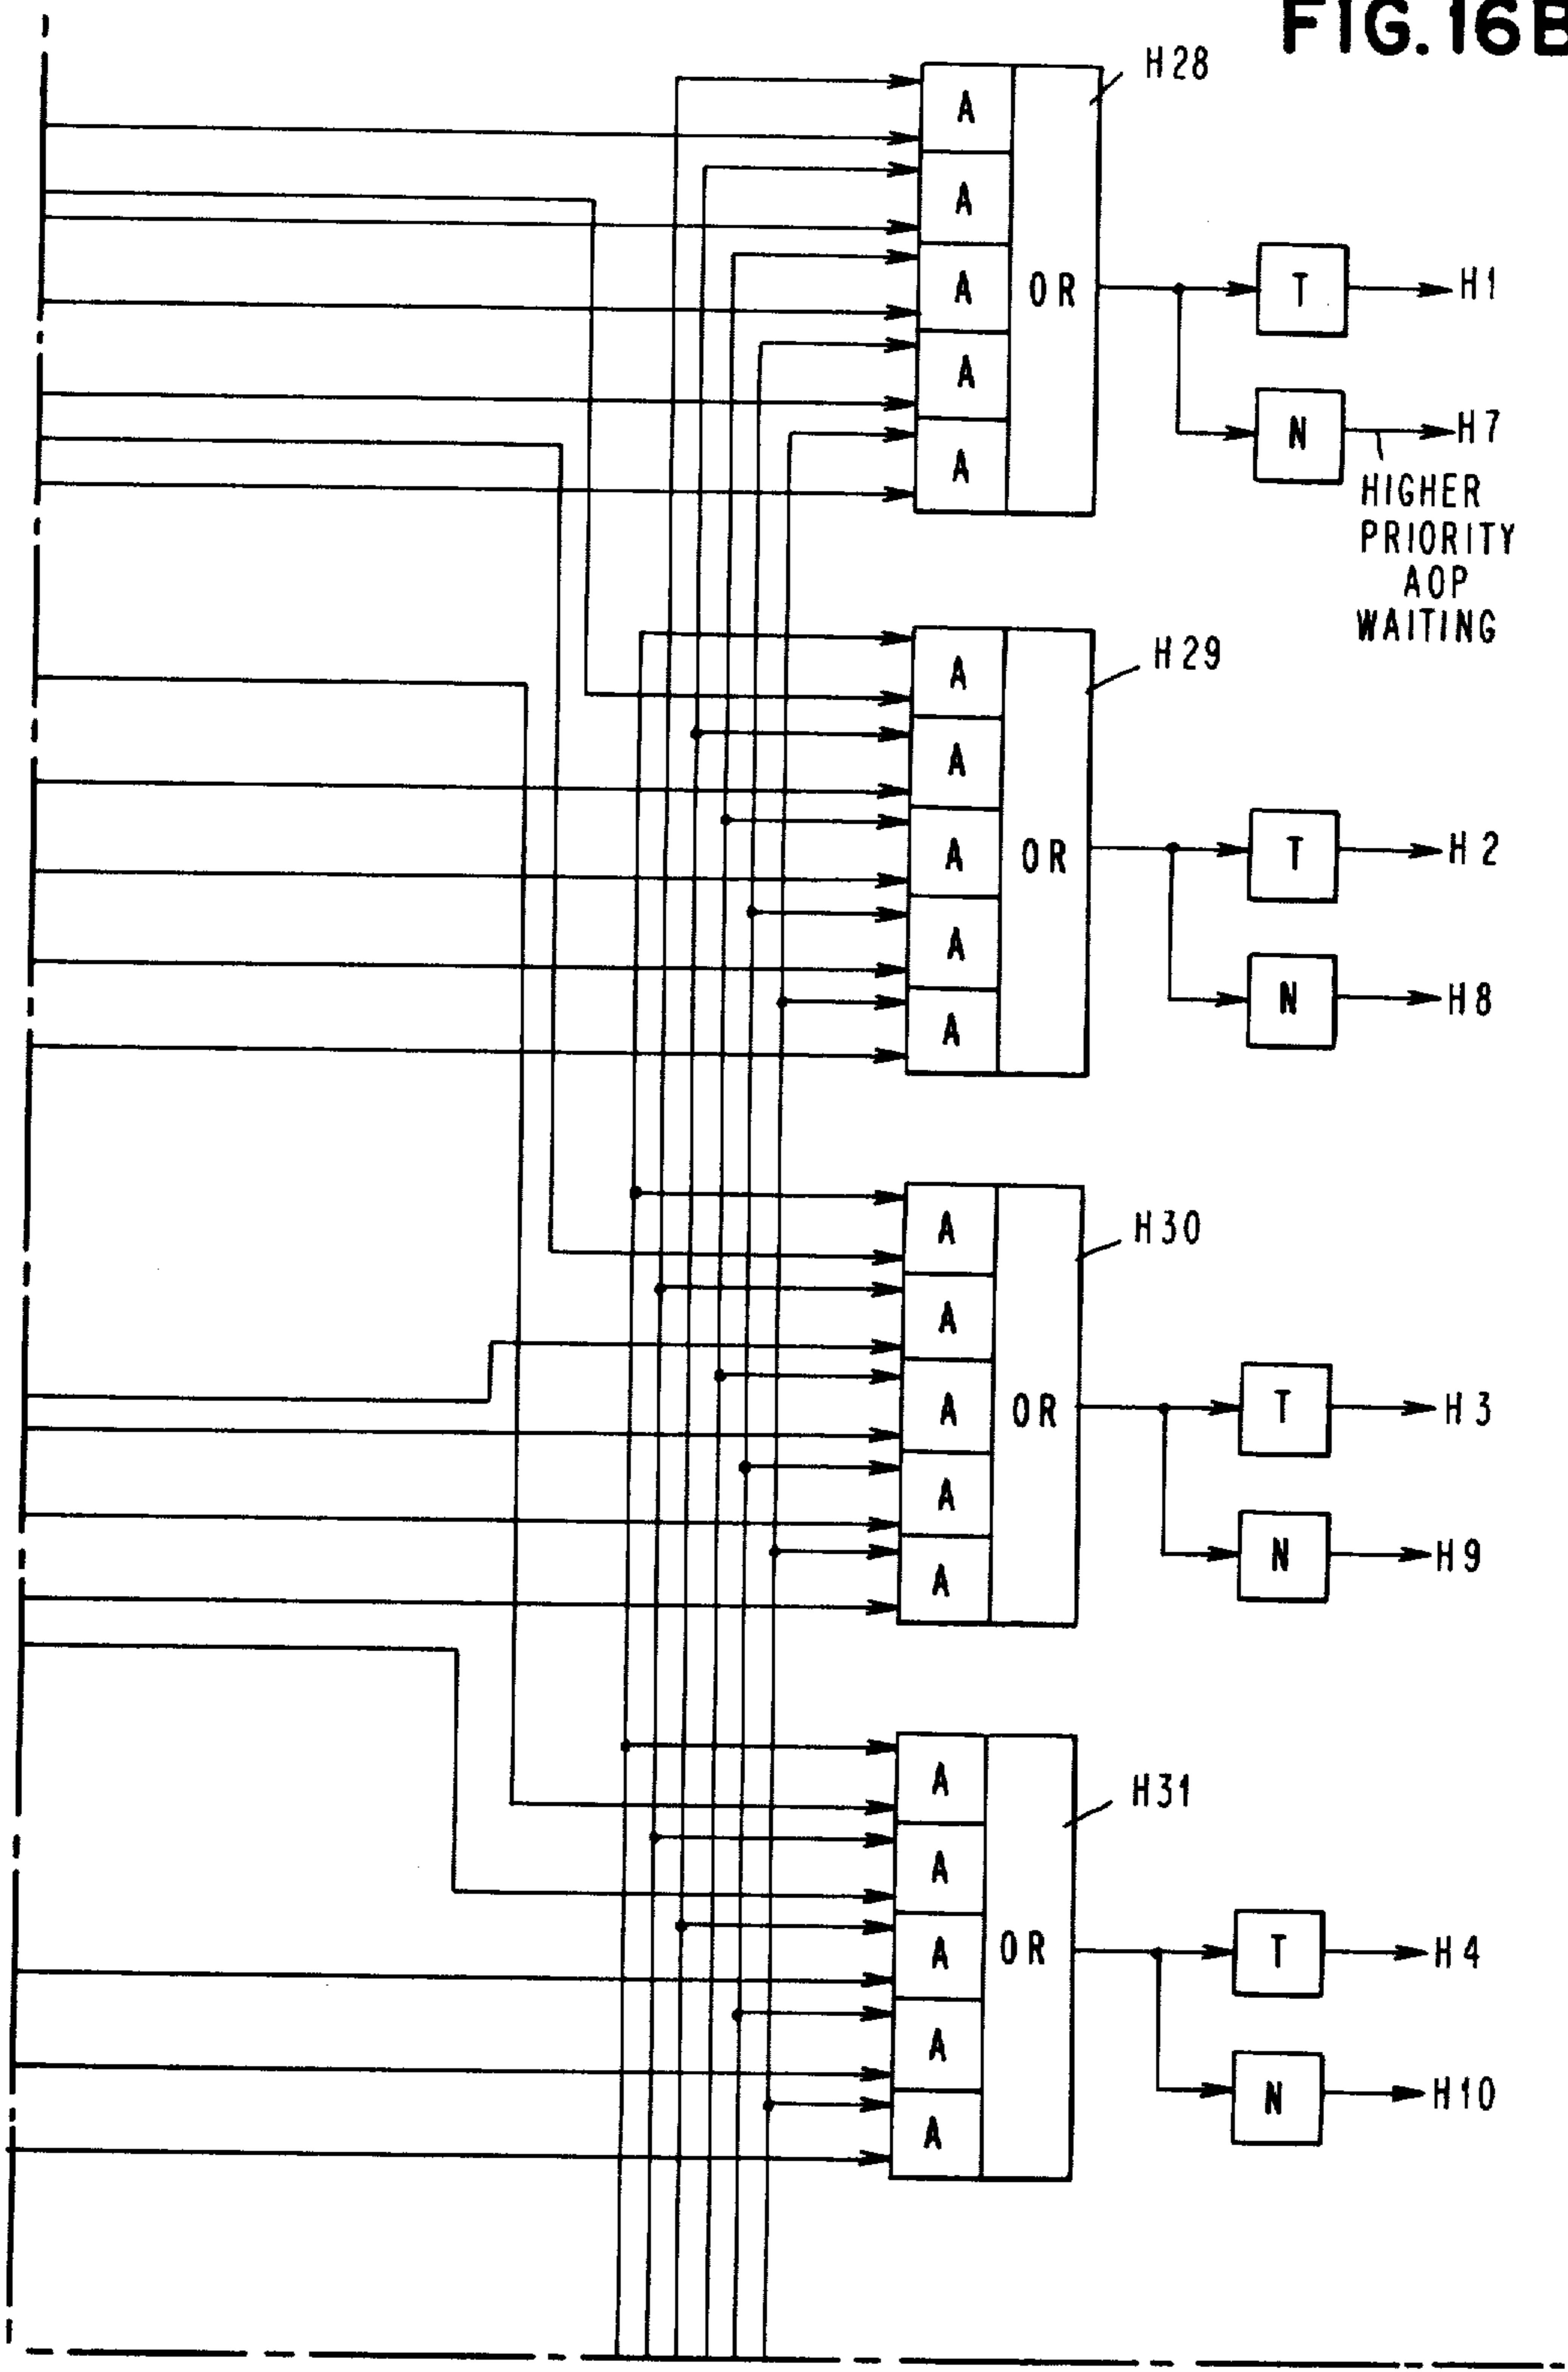 FIG. 16B
H28
A
A
A
A
A
OR
T
H1
N
H7
HIGHER
PRIORITY
AOP
WAITING
H29
A
A
A
A
A
OR
T
H2
N
H8
H30
A
A
A
A
A
OR
T
H3
N
H9
H31
A
A
A
A
A
OR
T
H4
N
H10